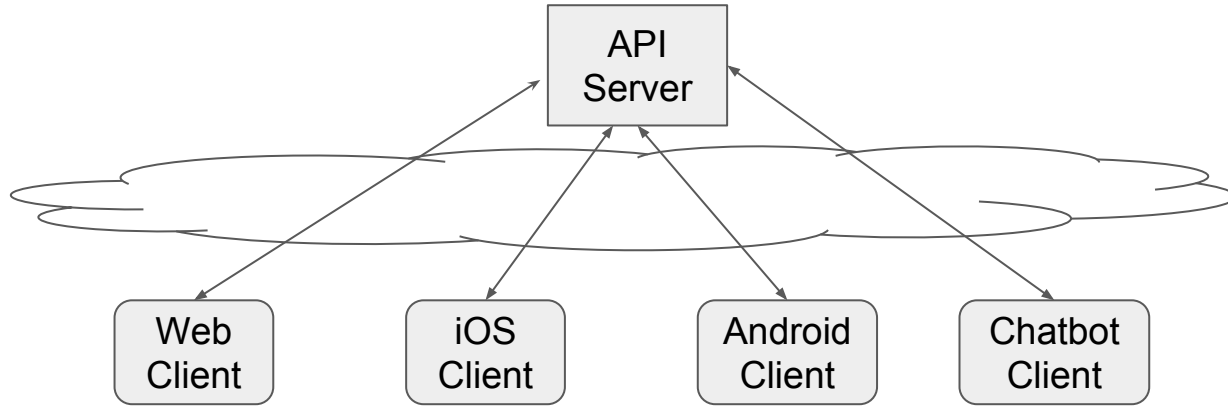 API
Server
Web
Client
iOS
Client
Android
Client
Chatbot
Client